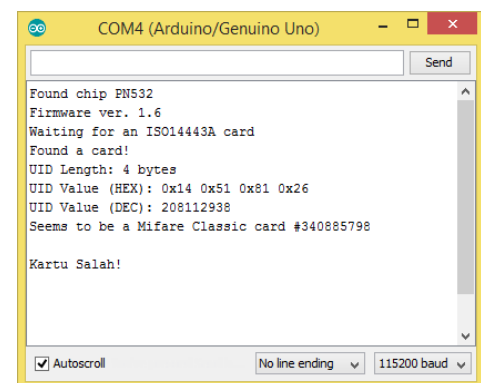 COM4 (Arduino/Genuino Uno)
Send
Found chip PN532
Firmware ver. 1.6
Waiting for an ISO14443A card
Found a card!
UID Length: 4 bytes
UID Value (HEX): 0x14 0x51 0x81 0x26
UID Value (DEC): 208112938
Seems to be a Mifare Classic card #340885798
Kartu Salah!
Autoscroll
No line ending
115200 baud